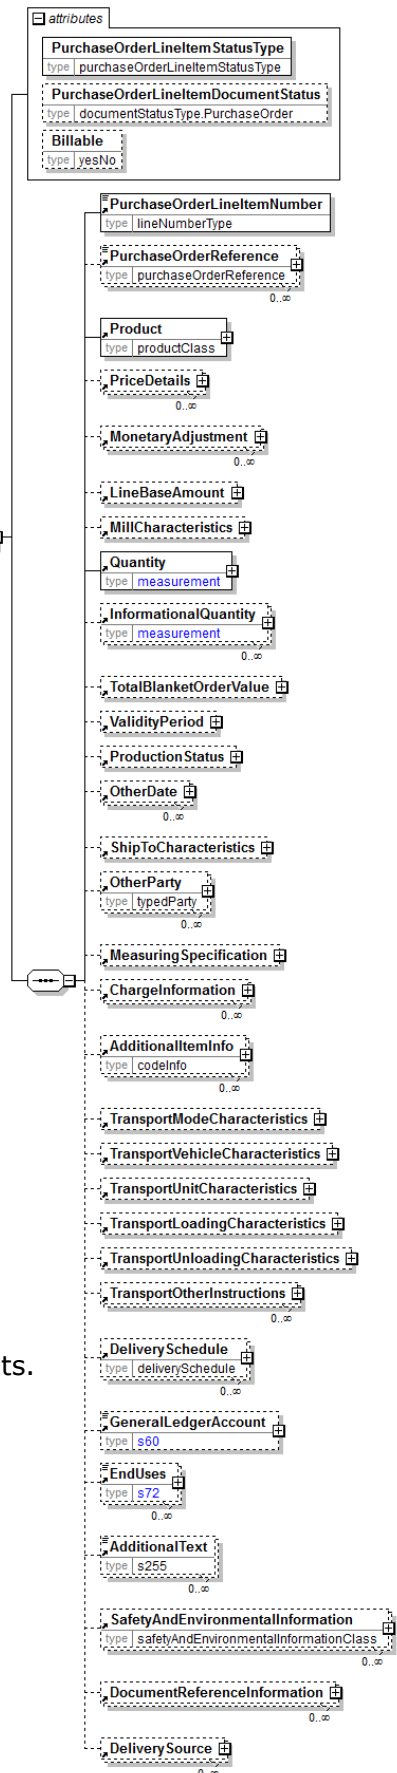 attributes
PurchaseOrderLineItemStatusType
type purchaseOrderLineItemStatusType
PurchaseOrderLineItemDocumentStatus
type documentStatusType.PurchaseOrder
Billable
type yesNo
PurchaseOrderLineItemNumber
type lineNumberType
PurchaseOrderReference
type purchaseOrderReference
0..∞
Product
type productClass
PriceDetails
0..∞
MonetaryAdjustment
0..∞
LineBaseAmount
MillCharacteristics
Quantity
type measurement
InformationalQuantity
type measurement
0..∞
TotalBlanketOrderValue
ValidityPeriod
ProductionStatus
OtherDate
0..∞
ShipToCharacteristics
OtherParty
type typedParty
0..∞
MeasuringSpecification
ChargeInformation
0..∞
AdditionalItemInfo
type codeInfo
0..∞
TransportModeCharacteristics
TransportVehicleCharacteristics
TransportUnitCharacteristics
TransportLoadingCharacteristics
TransportUnloadingCharacteristics
TransportOtherInstructions
0..∞
DeliverySchedule
ts.
type deliverySchedule
0..∞
GeneralLedgerAccount
type s60
EndUses
type s72
0..∞
AdditionalText
type s255
0..∞
SafetyAndEnvironmentalInformation
type safetyAndEnvironmentalInformationClass
0..∞
DocumentReferenceInformation
0..∞
DeliverySource
0..∞